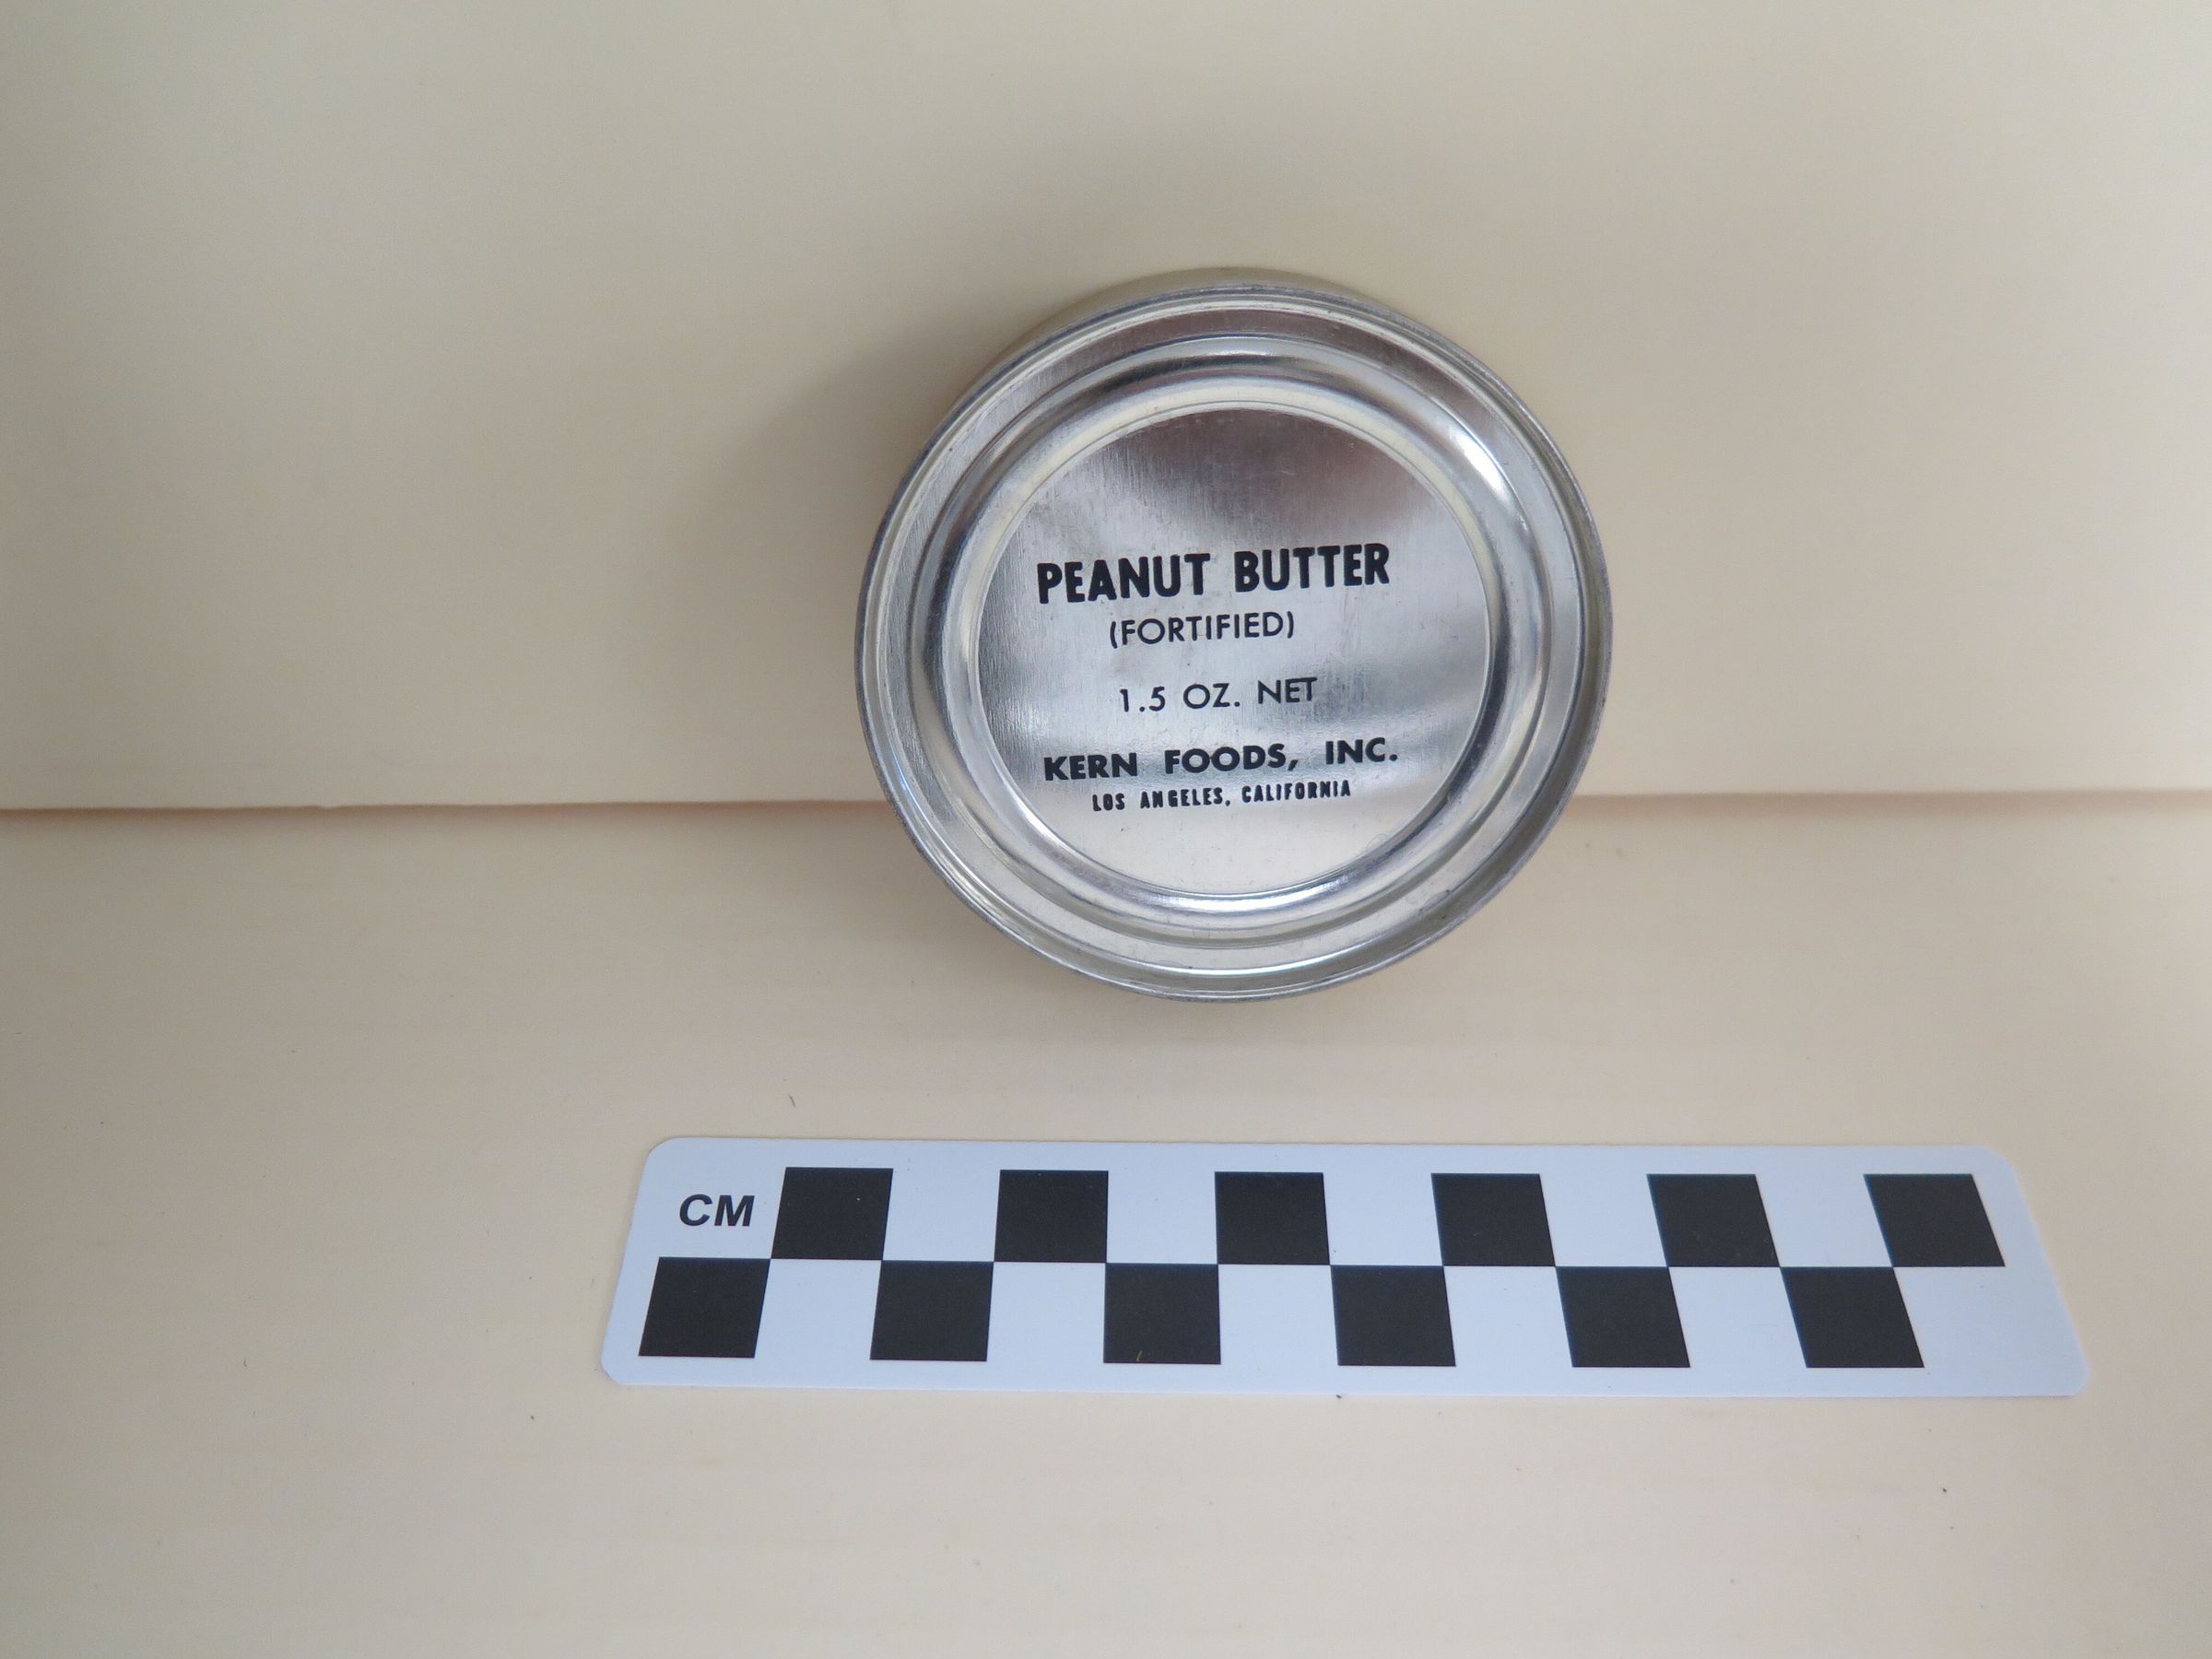 PEANUT BUTTER
(FORTIFIED)
1.5 OZ. NET
KERN FOODS, INC.
LOS ANGELES, CALIFORNIA
CM